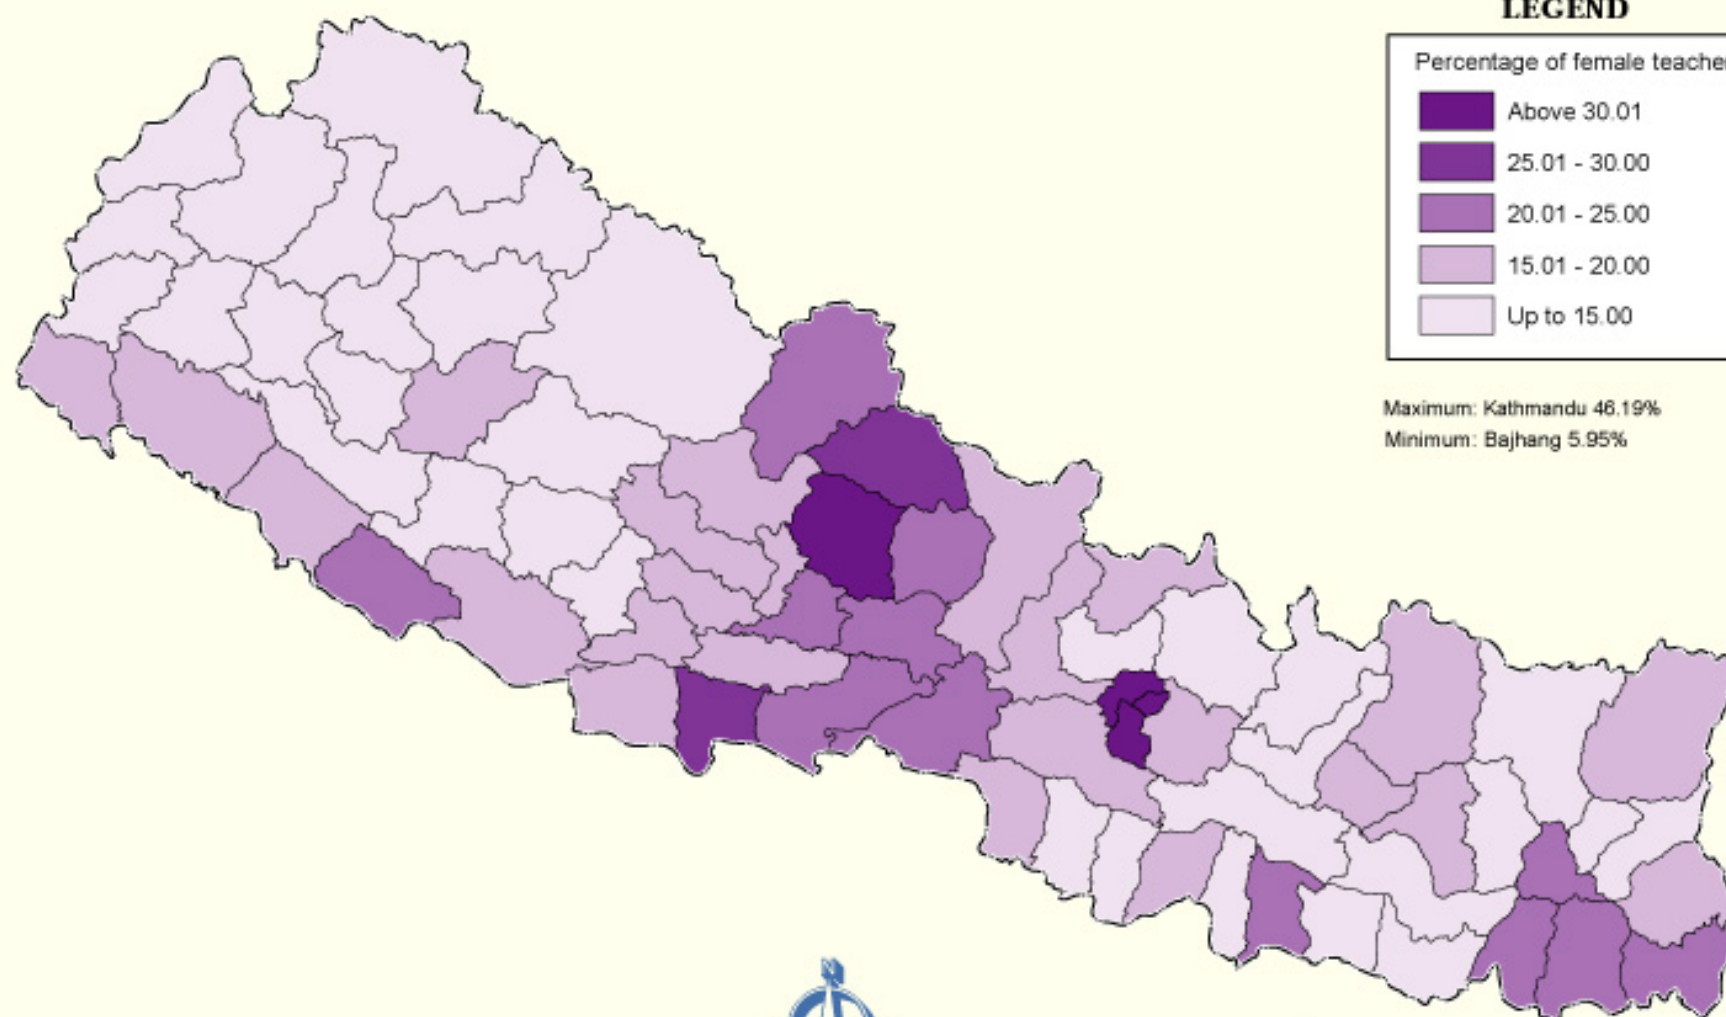 LEGEND
Percentage of female teacher
Above 30.01
25.01 - 30.00
20.01 - 25.00
15.01 - 20.00
Up to 15.00
Maximum: Kathmandu 46.19%
Minimum: Bajhang 5.95%
N